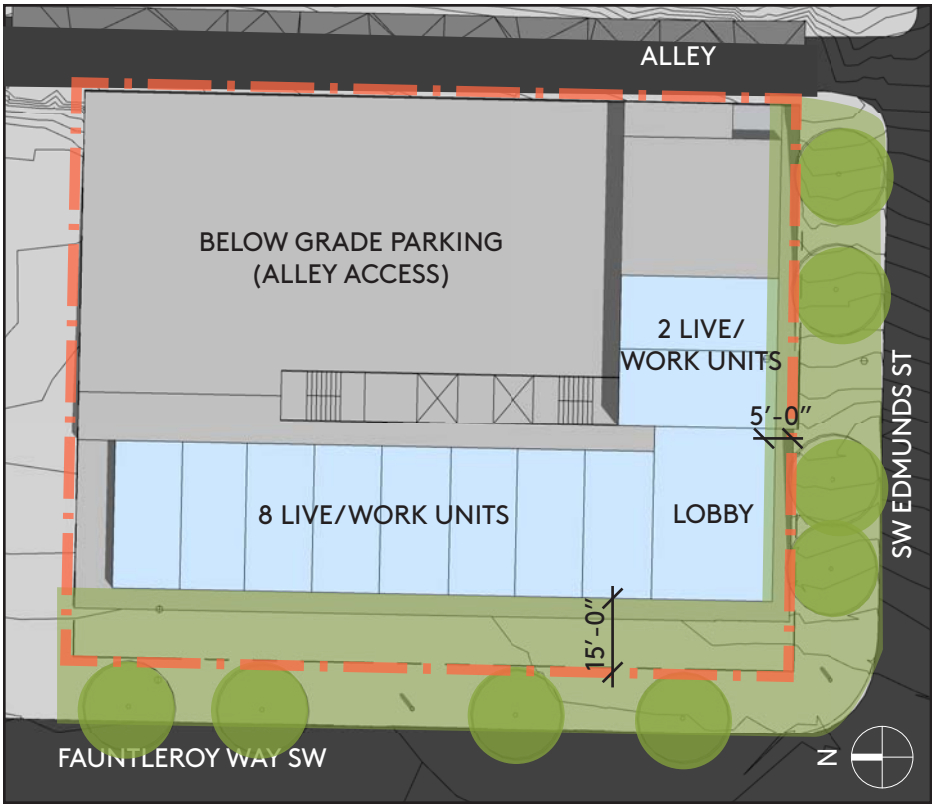 ALLEY
BELOW GRADE PARKING
(ALLEY ACCESS)
2 LIVE/
WORK UNITS
5'-0"
SW EDMUNDS ST
8 LIVE/WORK UNITS
LOBBY
15'-0"
FAUNTLEROY WAY SW
N